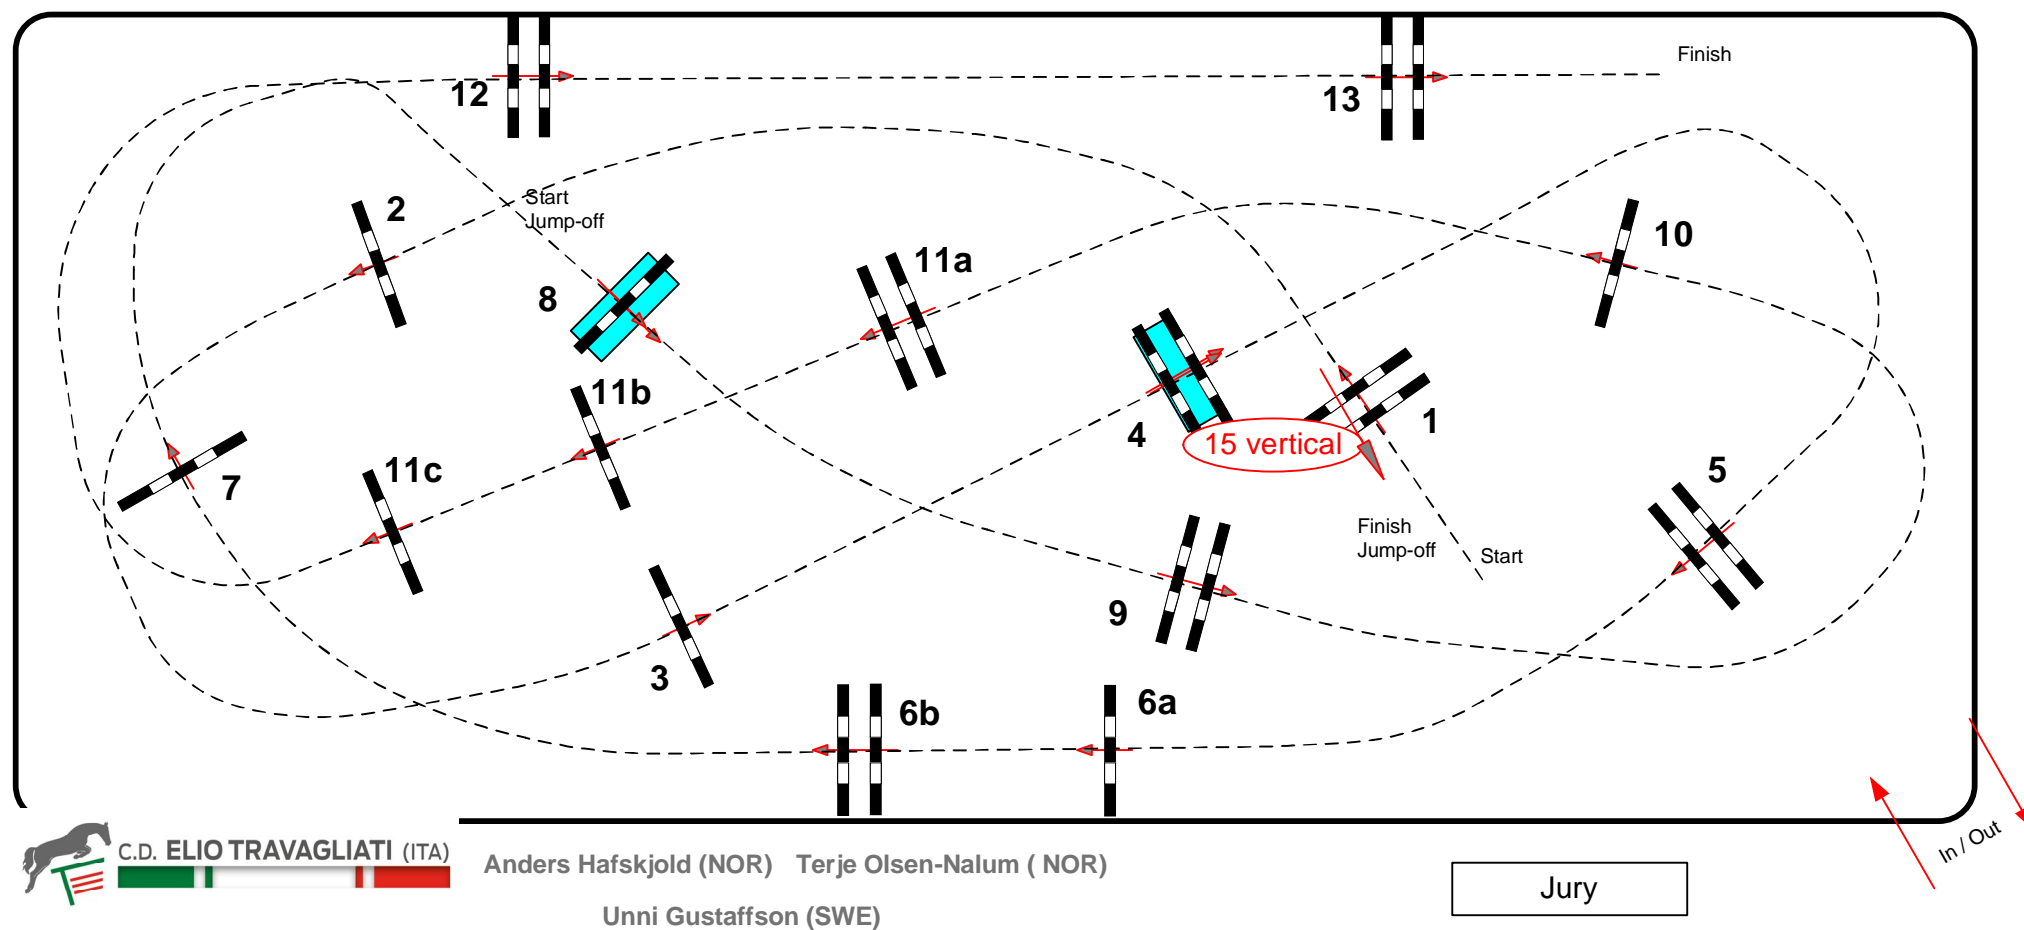 Finish
12
13
2
Start
Jump-off
10
11a
8
11b
4
15 vertical
1
7
11c
5
Finish
Jump-off
Start
9
3
6b
6a
In / Out
C.D. ELIO TRAVAGLIATI (ITA)
Anders Hafskjold (NOR) Terje Olsen-Nalum ( NOR)
Unni Gustaffson (SWE)
Jury